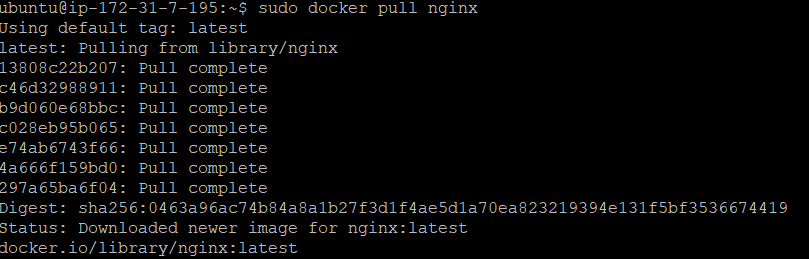 ubuntu@ip-172-31-7-195:~$ sudo docker pull nginx
Using default tag: latest
latest: Pulling from library/nginx
13808c22b207: Pull complete
c46d32988911: Pull complete
b9d060e68bbc: Pull complete
c028eb95b065: Pull complete
e74ab6743f66: Pull complete
4a666f159bd0: Pull complete
297a65ba6f04: Pull complete
Digest: sha256:0463a96ac74b84a8a1b27f3d1f4ae5d1a70ea823219394e131f5bf3536674419
Status: Downloaded newer image for nginx:latest
docker.io/library/nginx:latest